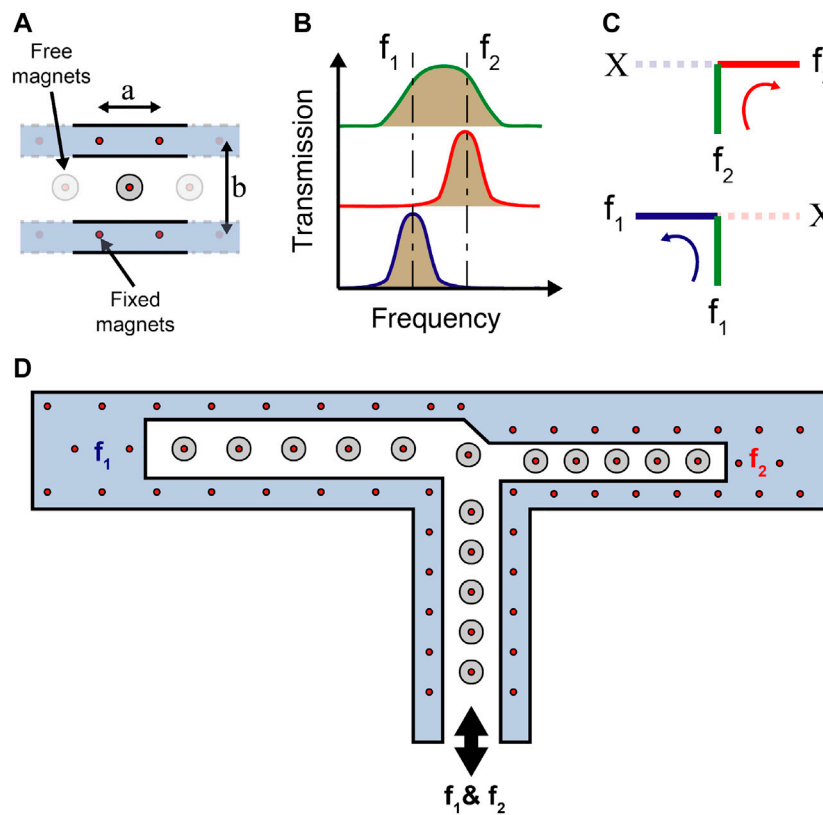 A
Free
magnets
a
b
Fixed
magnets
B
f₁
f₂
Transmission
Frequency
C
X
f
f₂
f₁
X
f₁
D
f₁
f₂
f₁& f₂